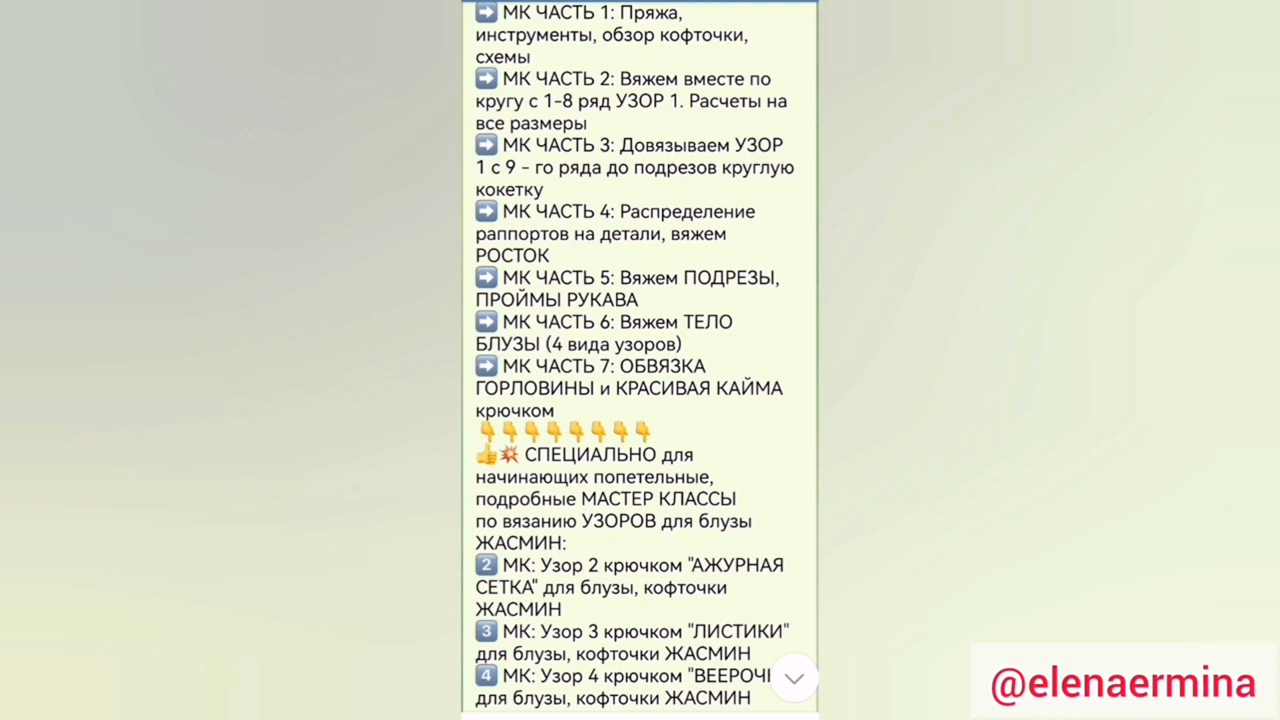 ➡️ МК ЧАСТЬ 1: Пряжа,
инструменты, обзор кофточки,
схемы
➡️ МК ЧАСТЬ 2: Вяжем вместе по
кругу с 1-8 ряд УЗОР 1. Расчеты на
все размеры
➡️ МК ЧАСТЬ 3: Довязываем УЗОР
1 с 9 - го ряда до подрезов круглую
кокетку
➡️ МК ЧАСТЬ 4: Распределение
раппортов на детали, вяжем
РОСТОК
➡️ МК ЧАСТЬ 5: Вяжем ПОДРЕЗЫ,
ПРОЙМЫ РУКАВА
➡️ МК ЧАСТЬ 6: Вяжем ТЕЛО
БЛУЗЫ (4 вида узоров)
➡️ МК ЧАСТЬ 7: ОБВЯЗКА
ГОРЛОВИНЫ и КРАСИВАЯ КАЙМА
крючком
👇👇👇👇👇👇👇👇
👍💥 СПЕЦИАЛЬНО для
начинающих попетельные,
подробные МАСТЕР КЛАССЫ
по вязанию УЗОРОВ для блузы
ЖАСМИН:
2️⃣ МК: Узор 2 крючком "АЖУРНАЯ
СЕТКА" для блузы, кофточки
ЖАСМИН
3️⃣ МК: Узор 3 крючком "ЛИСТИКИ"
для блузы, кофточки ЖАСМИН
4️⃣ МК: Узор 4 крючком
для блузы, кофточки ЖАСМИН
@elenaermina